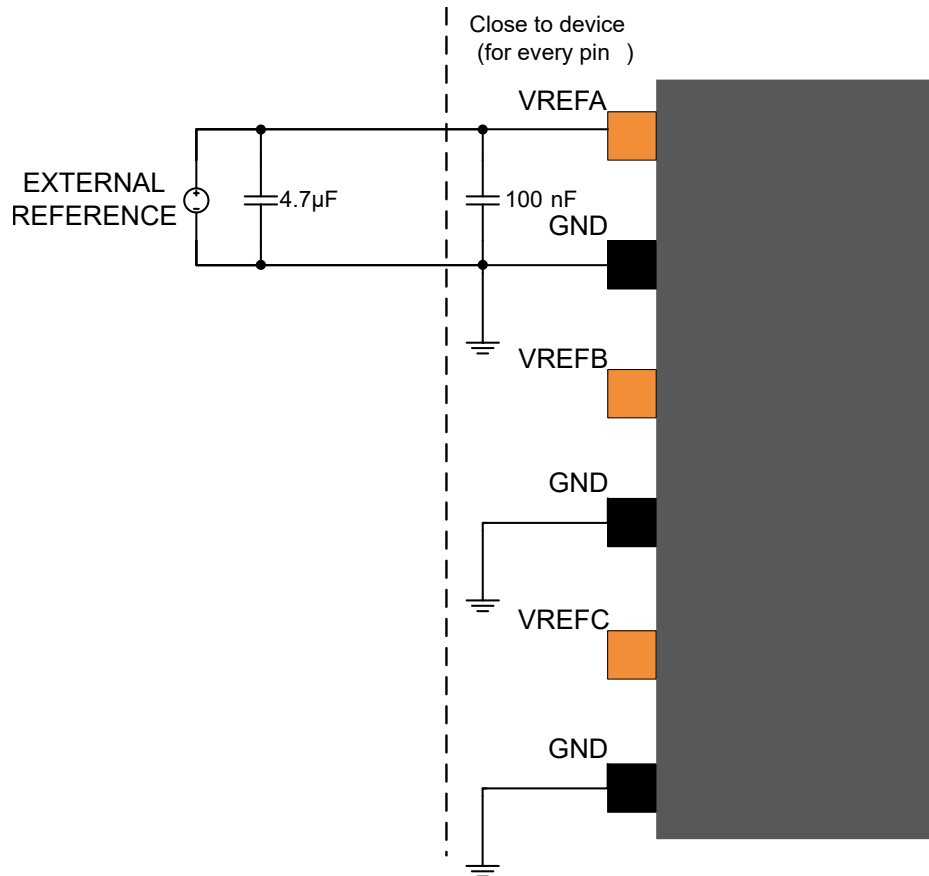 Close to device
(for every pin )
VREFA
EXTERNAL
REFERENCE
+
-
4.7µF
100 nF
GND
VREFB
GND
VREFC
GND